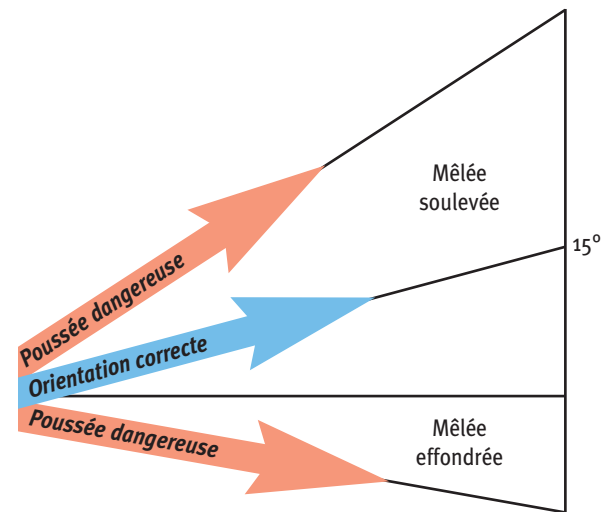 Mêlée
soulevée
15°
Poussée dangereuse
Orientation correcte
Poussée dangereuse
Mêlée
effondrée